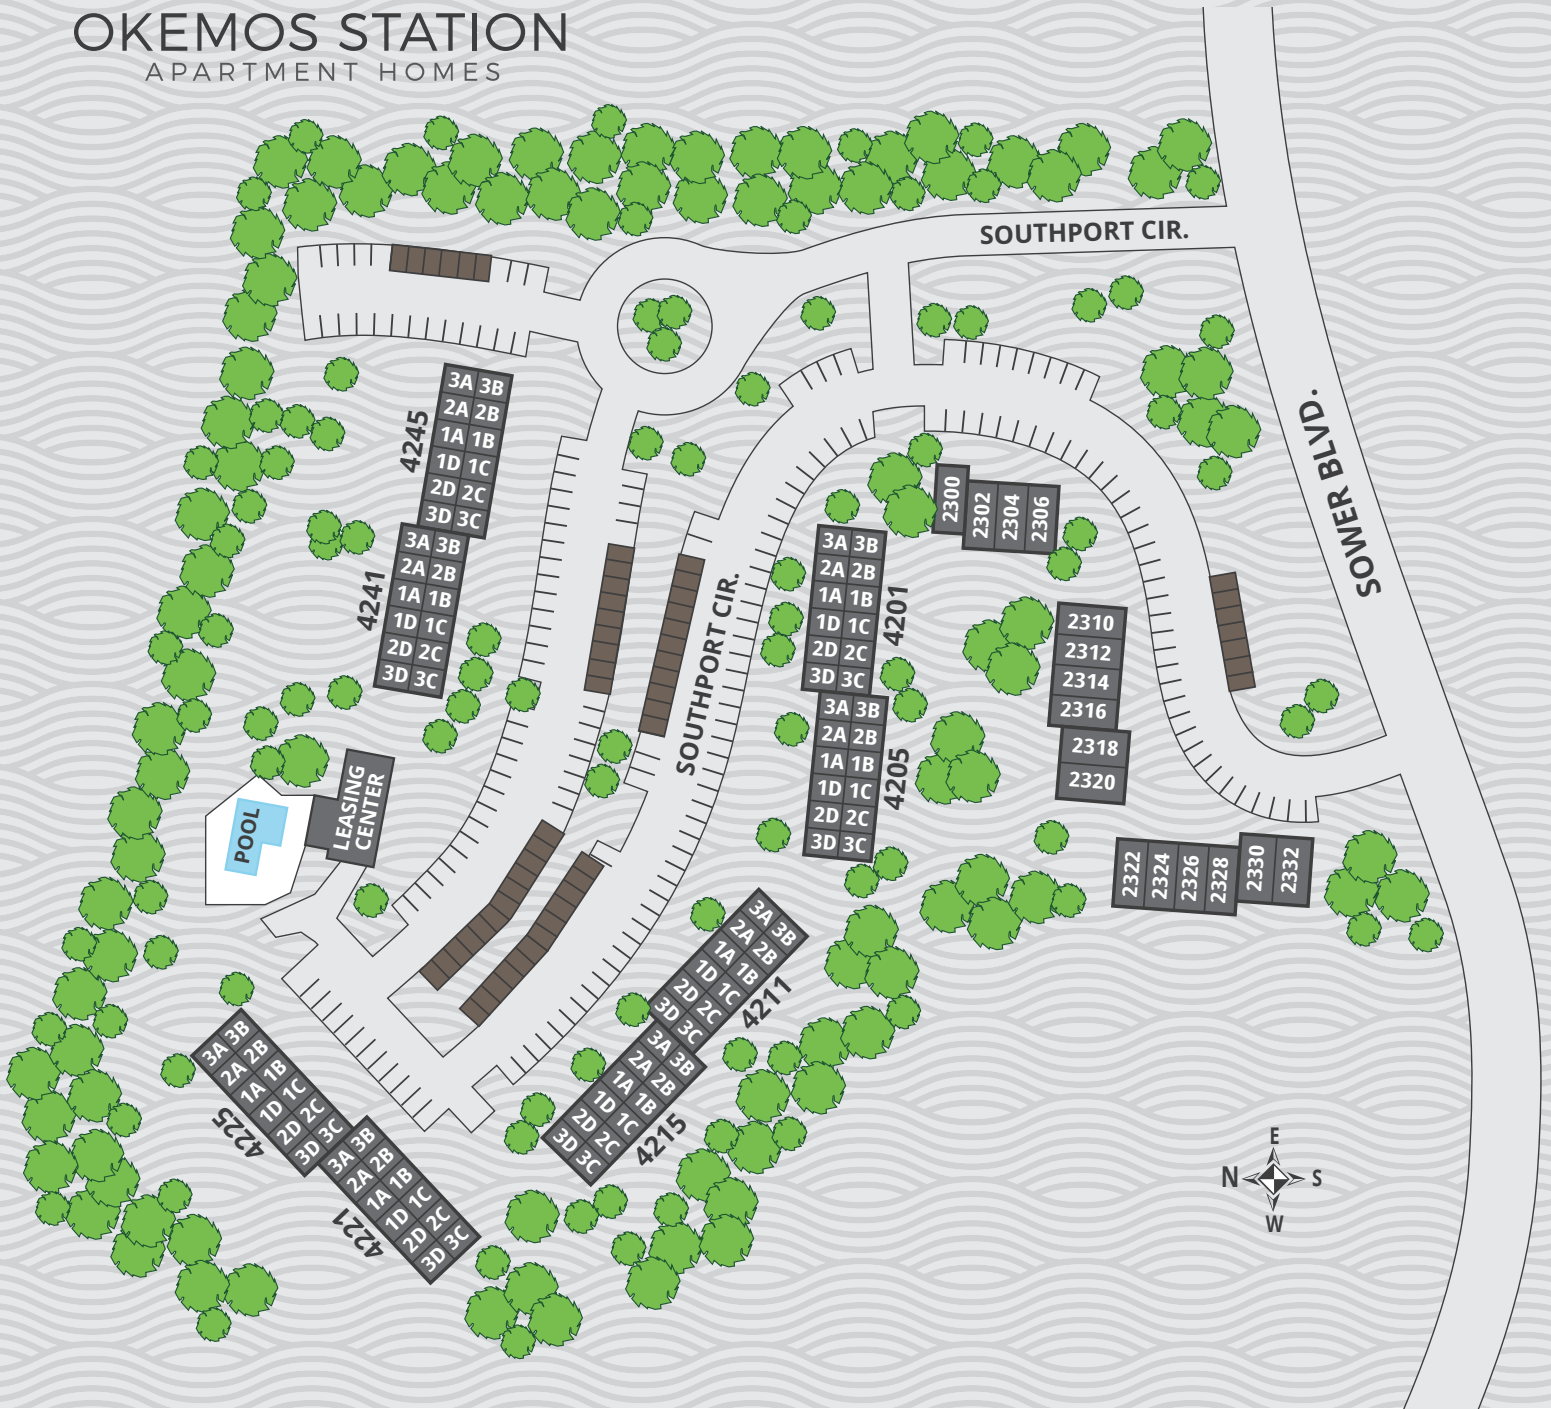 OKEMOS STATION
APARTMENT HOMES
SOUTHPORT CIR.
SOWER BLVD.
4245
3A 3B
2A 2B
1A 1B
1D 1C
2D 2C
3D 3C
4241
3A 3B
2A 2B
1A 1B
1D 1C
2D 2C
3D 3C
2300
2302
2304
2306
SOUTHPORT CIR.
4201
3A 3B
2A 2B
1A 1B
1D 1C
2D 2C
3D 3C
4205
3A 3B
2A 2B
1A 1B
1D 1C
2D 2C
3D 3C
2310
2312
2314
2316
2318
2320
LEASING
CENTER
POOL
2322
2324
2326
2328
2330
2332
4211
3A 3B
2A 2B
1A 1B
1D 1C
2D 2C
3D 3C
4215
3A 3B
2A 2B
1A 1B
1D 1C
2D 2C
3D 3C
4225
3A 3B
2A 2B
1A 1B
1D 1C
2D 2C
3D 3C
4221
3A 3B
2A 2B
1A 1B
1D 1C
2D 2C
3D 3C
E
N S
W